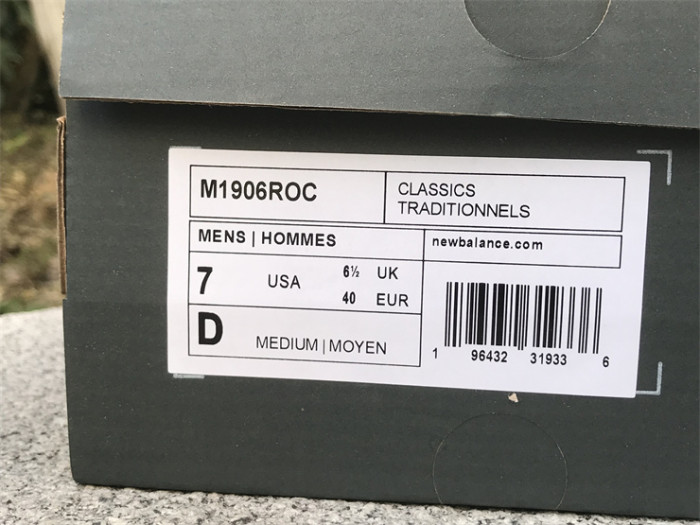 M1906ROC
CLASSICS
TRADITIONNELS
MENS | HOMMES
newbalance.com
7 USA 6½ UK
40 EUR
D MEDIUM | MOYEN
1 96432 31933 6